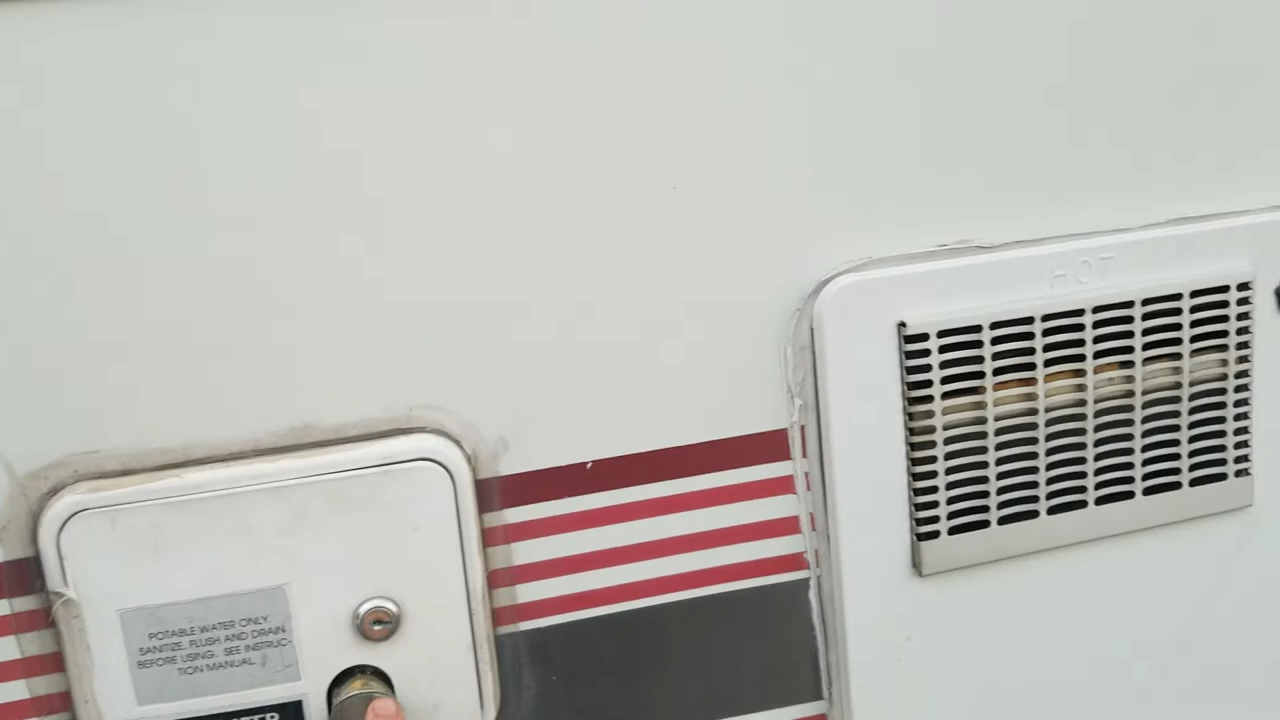 HOT
POTABLE WATER ONLY
SANITIZE, FLUSH AND DRAIN
BEFORE USING. SEE INSTRUC-
TION MANUAL